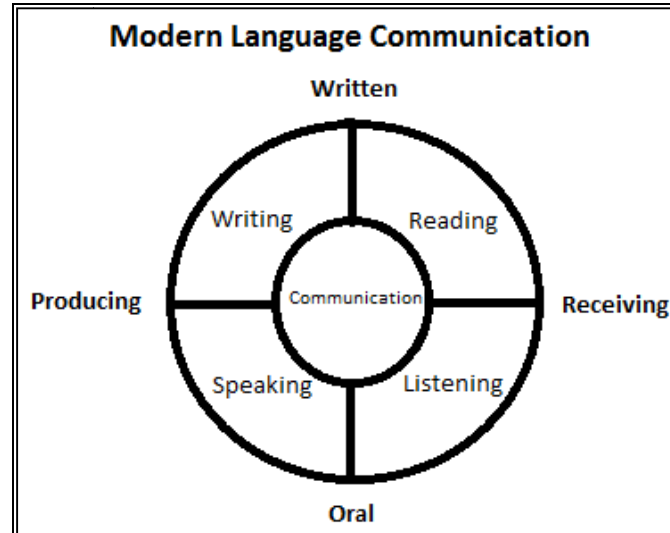 Modern Language Communication
Written
Writing Reading
Producing Communication Receiving
Speaking Listening
Oral